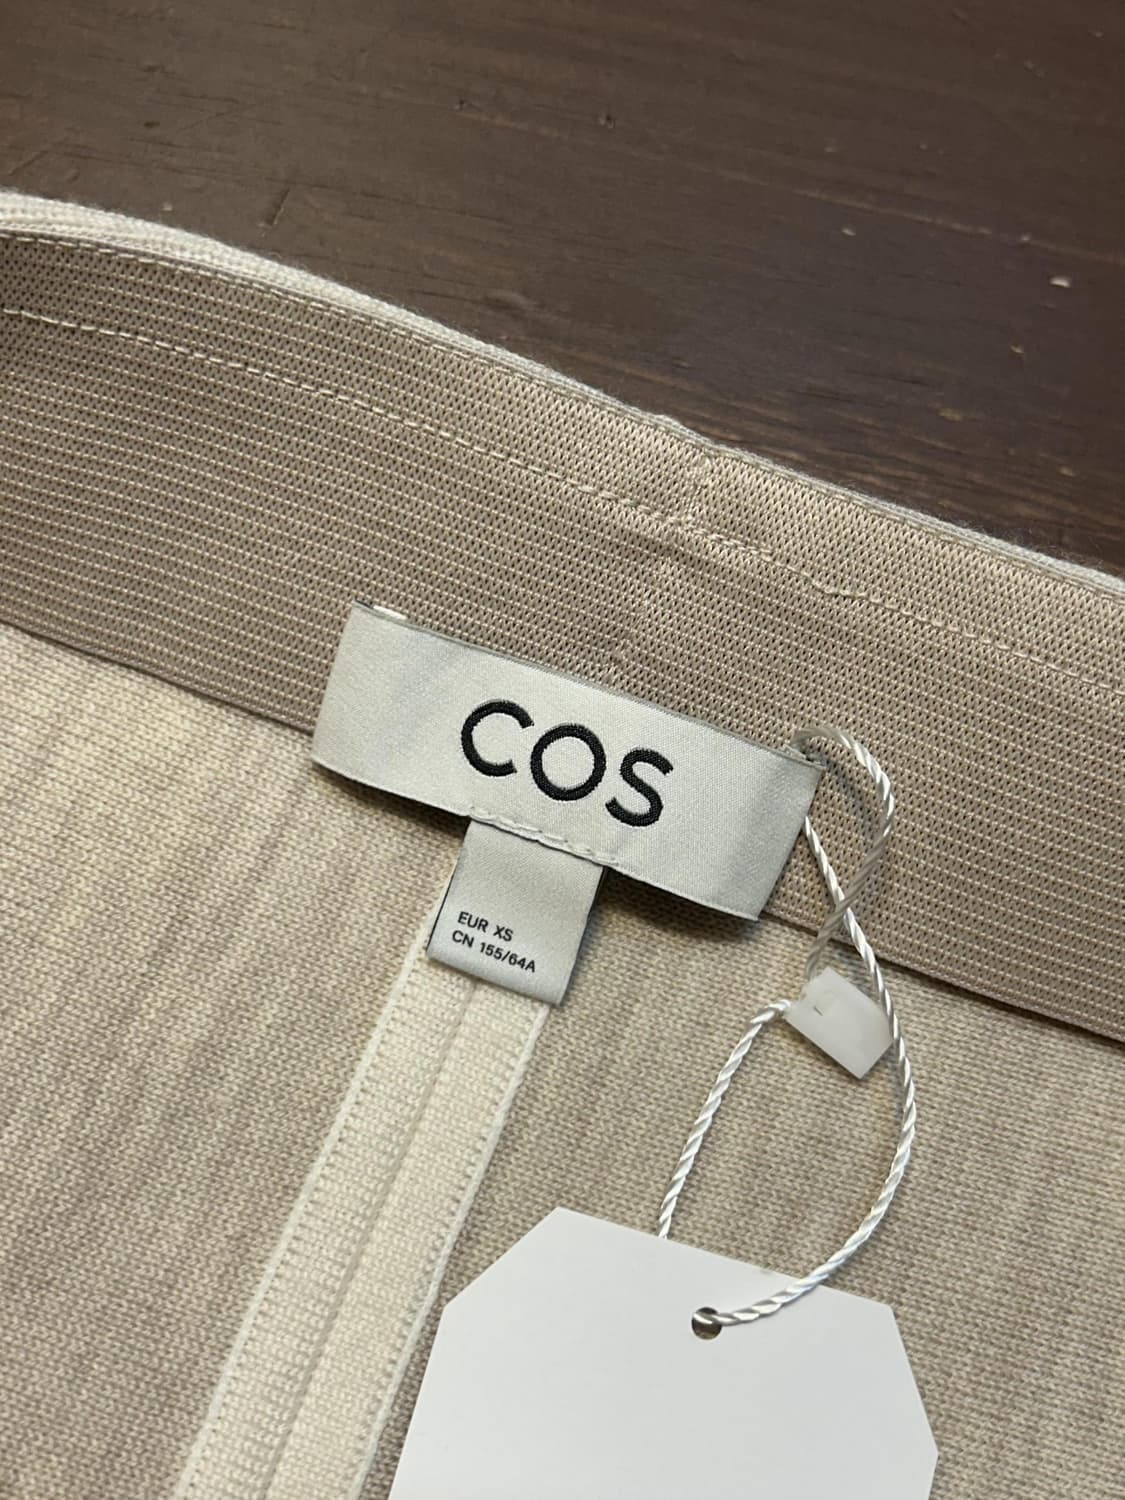 COS
EUR XS
CN 155/64A